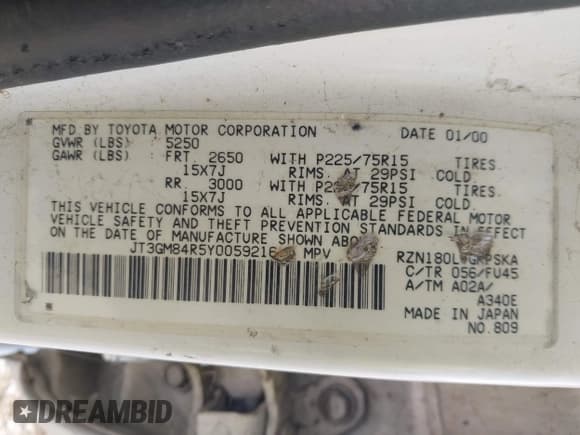 MFD BY TOYOTA MOTOR CORPORATION DATE 01/00
GVWR (LBS) 5250
GAWR (LBS): FRT. 2650 WITH P225/75R15 TIRES
15X7J RIMS, AT 29PSI COLD
RR. 3000 WITH /75R15 TIRES
15X7J RIMS, AT 29PSI COLD.
THIS VEHICLE CONFORMS TO ALL APPLICABLE FEDERAL MOTOR
VEHICLE SAFETY AND THEFT PREVENTION STANDARDS IN EFFECT
ON THE DATE OF MANUFACTURE SHOWN
JT3GM84R5Y0059216 MPV
C/TR 056/FU45
A/TM A02A/
A340E
MADE IN JAPAN
NO.809
DREAMBID